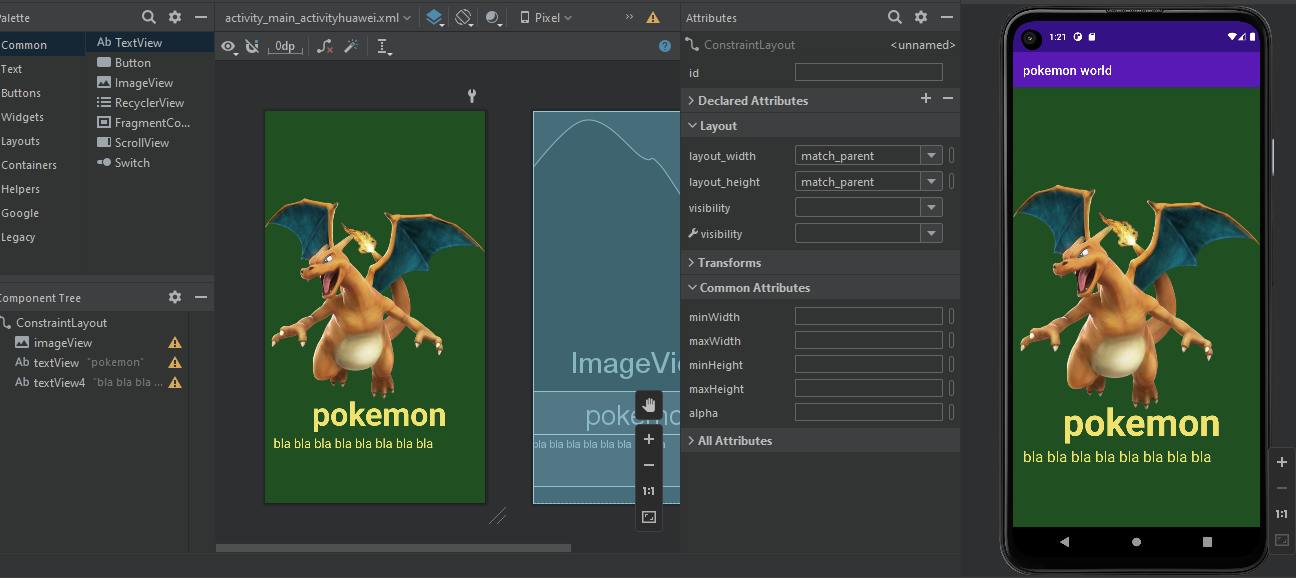 Palette
Common
Text
Buttons
Widgets
Layouts
Containers
Helpers
Google
Legacy
Ab TextView
Button
ImageView
RecyclerView
FragmentCo...
ScrollView
Switch
Component Tree
ConstraintLayout
imageView
Ab textView "pokemon"
Ab textView4 "bla bla bla ...
activity_main_activityhuawei.xml
Pixel
0dp
?
pokemon
bla bla bla bla bla bla bla bla
ImageVi
pokemo
bla bla bla bla bla bla bla
1:1
Attributes
ConstraintLayout <unnamed>
id
Declared Attributes
Layout
layout_width match_parent
layout_height match_parent
visibility
visibility
Transforms
Common Attributes
minWidth
maxWidth
minHeight
maxHeight
alpha
All Attributes
1:21
pokemon world
pokemon
bla bla bla bla bla bla bla bla
1:1